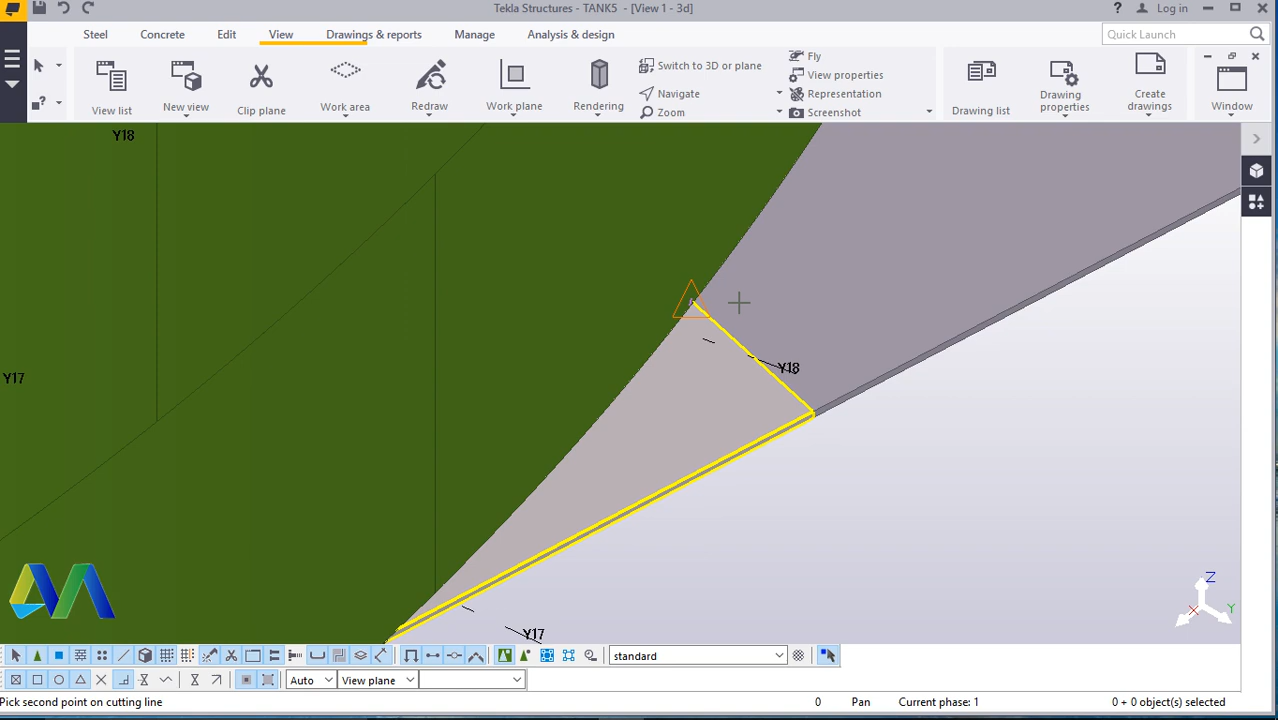 Tekla Structures - TANK5 - [View 1 - 3d]
? Log in
Steel Concrete Edit View Drawings & reports Manage Analysis & design
Quick Launch
View list
New view
Clip plane
Work area
Redraw
Work plane
Rendering
Switch to 3D or plane
Navigate
Zoom
Fly
View properties
Representation
Screenshot
Drawing list
Drawing properties
Create drawings
Window
Y18
Y17
Y18
Y17
Z
X
Y
standard
Auto
View plane
Pick second point on cutting line
0 Pan Current phase: 1 0 + 0 object(s) selected